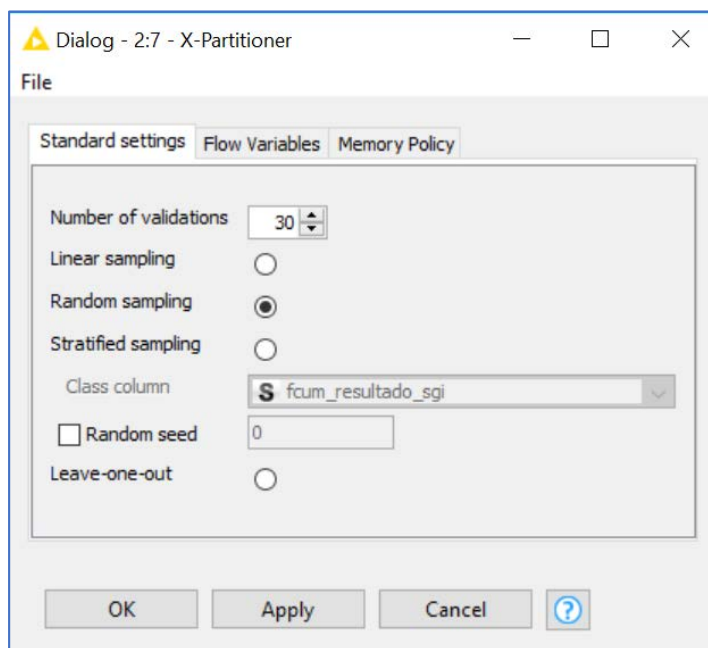 Dialog - 2:7 - X-Partitioner
File
Standard settings Flow Variables Memory Policy
Number of validations 30
Linear sampling
Random sampling
Stratified sampling
Class column S fcum_resultado_sgi
Random seed 0
Leave-one-out
OK Apply Cancel ?